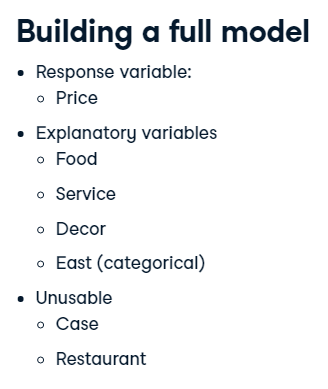 Building a full model
• Response variable:
○ Price
• Explanatory variables
○ Food
○ Service
○ Decor
○ East (categorical)
• Unusable
○ Case
○ Restaurant